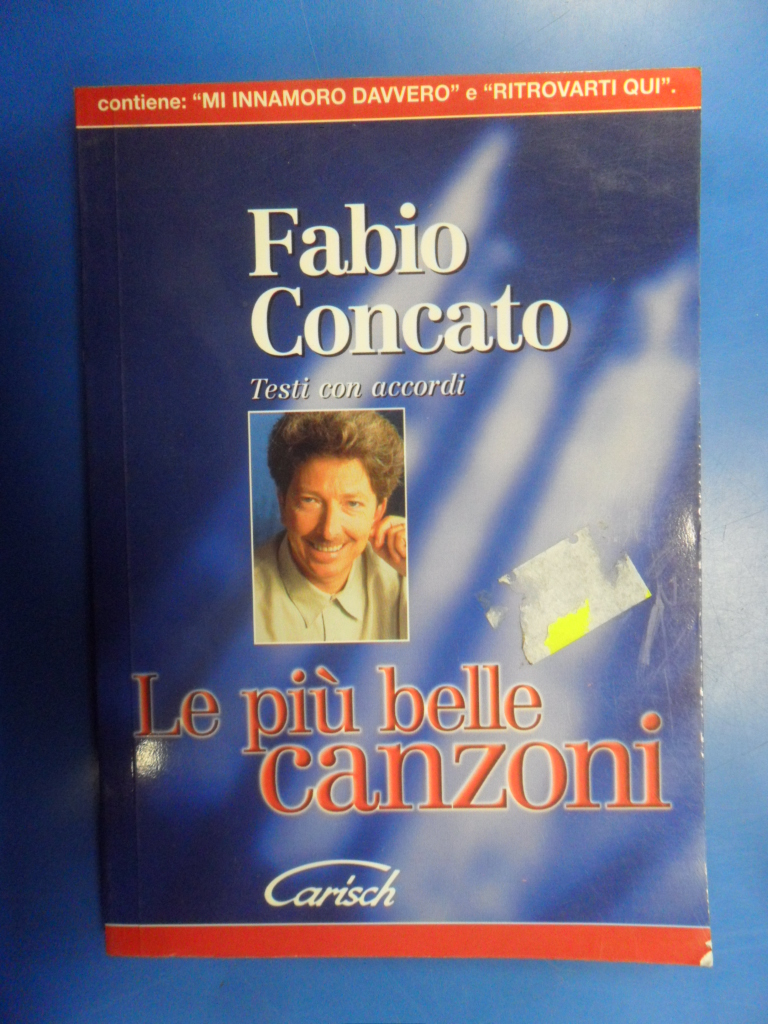 contiene: “MI INNAMORO DAVVERO” e “RITROVARTI QUI”.
Fabio
Concato
Testi con accordi
Le più belle
canzoni
Carisch